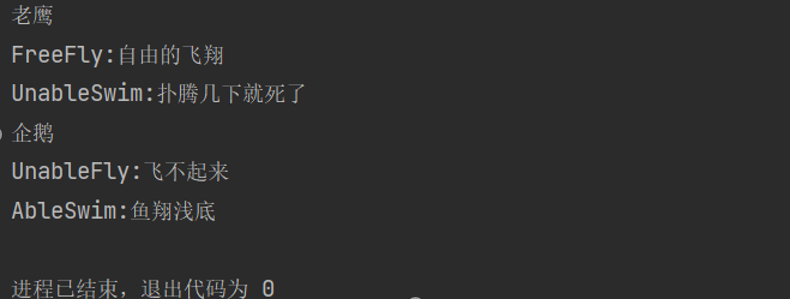 老鹰
FreeFly:自由的飞翔
UnableSwim:扑腾几下就死了
企鹅
UnableFly:飞不起来
AbleSwim:鱼翔浅底
进程已结束，退出代码为 0